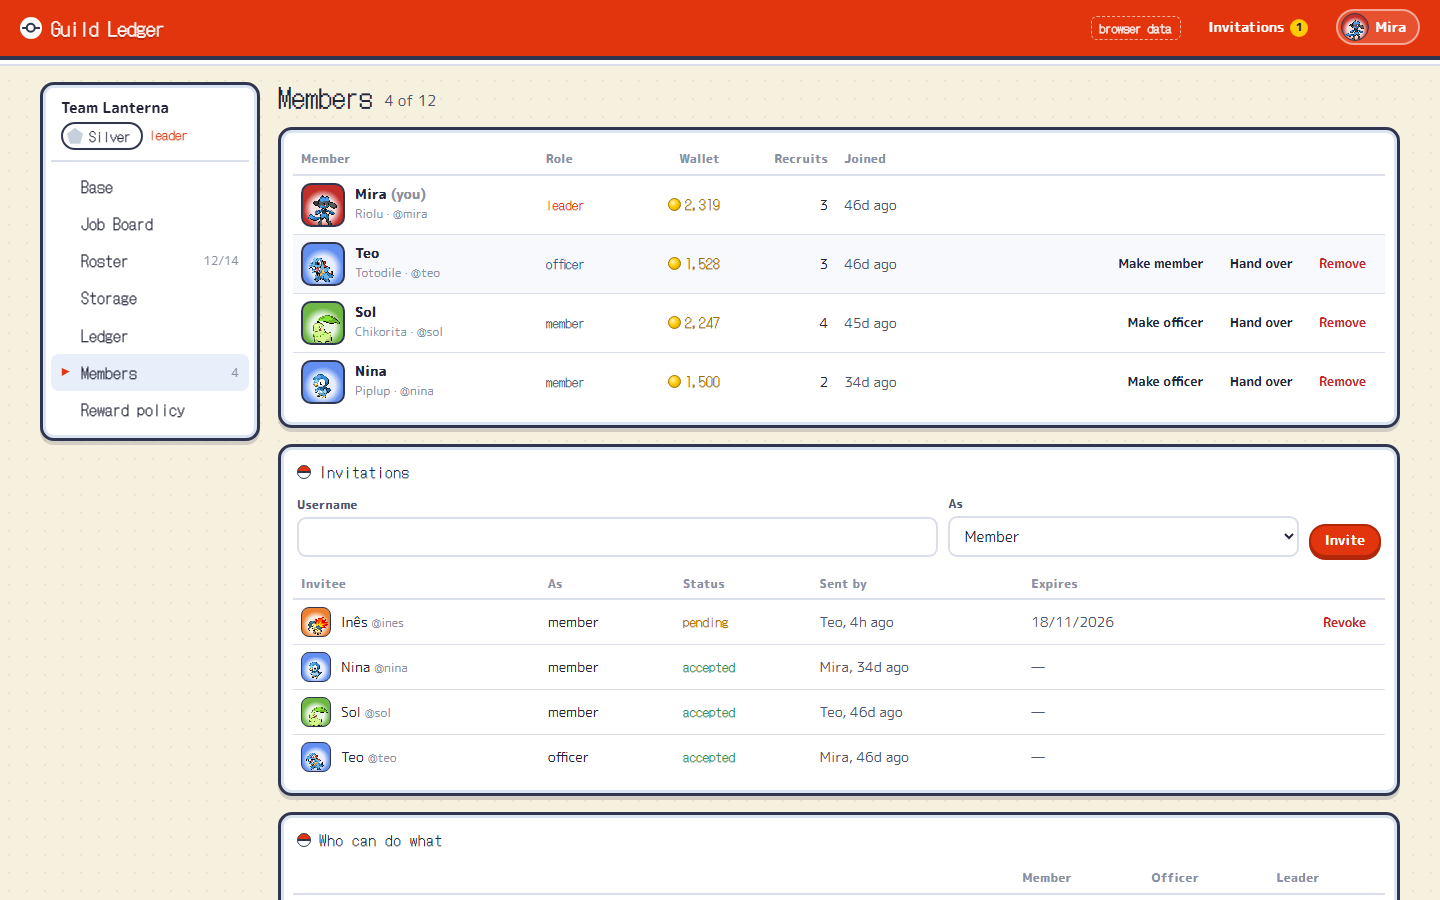 Guild Ledger
browser data
Invitations 1
Mira
Team Lanterna
Silver leader
Base
Job Board
Roster 12/14
Storage
Ledger
Members 4
Reward policy
Members 4 of 12
Member Role Wallet Recruits Joined
Mira (you)
Riolu · @mira
leader 2,319 3 46d ago
Teo
Totodile · @teo
officer 1,528 3 46d ago Make member Hand over Remove
Sol
Chikorita · @sol
member 2,247 4 45d ago Make officer Hand over Remove
Nina
Piplup · @nina
member 1,500 2 34d ago Make officer Hand over Remove
Invitations
Username As
Member Invite
Invitee As Status Sent by Expires
Inês @ines member pending Teo, 4h ago 18/11/2026 Revoke
Nina @nina member accepted Mira, 34d ago —
Sol @sol member accepted Teo, 46d ago —
Teo @teo officer accepted Mira, 46d ago —
Who can do what
Member Officer Leader